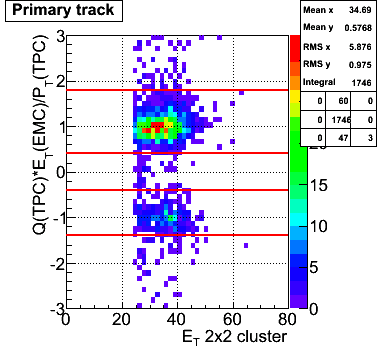 Primary track
Mean x 34.69
Mean y 0.5768
RMS x 5.876
RMS y 0.975
Integral 1746
0 60 0
0 1746 0
0 47 3
Q(TPC)*E_T(EMC)/P_T(TPC)
3
2
1
0
-1
-2
-3
0 20 40 60 80
E_T 2x2 cluster
20
15
10
5
0